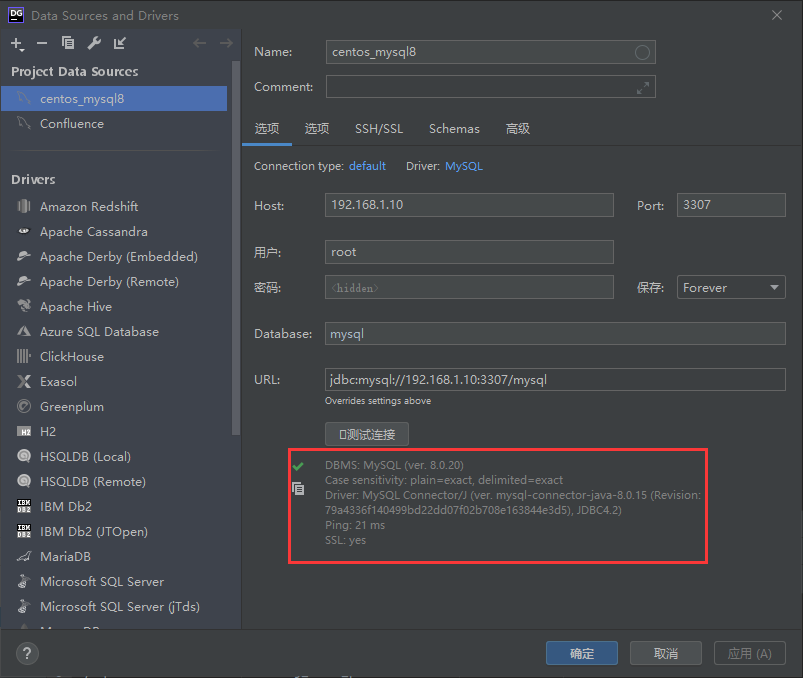 DG
Data Sources and Drivers
Project Data Sources
centos_mysql8
Confluence
Drivers
Amazon Redshift
Apache Cassandra
Apache Derby (Embedded)
Apache Derby (Remote)
Apache Hive
Azure SQL Database
ClickHouse
Exasol
Greenplum
H2
H2
HSQLDB (Local)
HSQLDB (Remote)
IBM DB2
IBM Db2
IBM DB2
IBM Db2 (JTOpen)
MariaDB
Microsoft SQL Server
Microsoft SQL Server (jTds)
Name: centos_mysql8
Comment:
选项 选项 SSH/SSL Schemas 高级
Connection type: default Driver: MySQL
Host: 192.168.1.10 Port: 3307
用户: root
密码: <hidden> 保存: Forever
Database: mysql
URL: jdbc:mysql://192.168.1.10:3307/mysql
Overrides settings above
测试连接
DBMS: MySQL (ver. 8.0.20)
Case sensitivity: plain=exact, delimited=exact
Driver: MySQL Connector/J (ver. mysql-connector-java-8.0.15 (Revision:
79a4336f140499bd22dd07f02b708e163844e3d5), JDBC4.2)
Ping: 21 ms
SSL: yes
?
确定 取消 应用 (A)